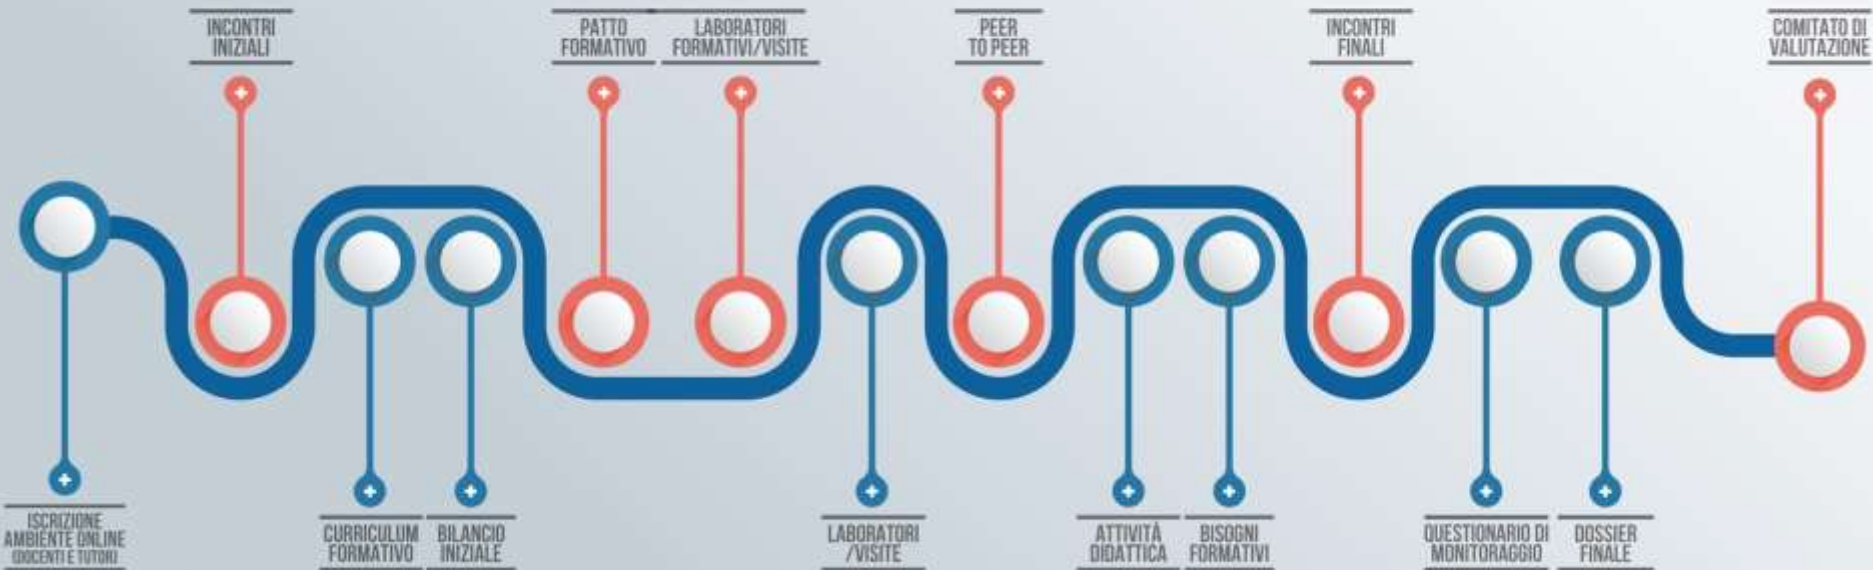 INCONTRI
INIZIALI
PATTO
FORMATIVO
LABORATORI
FORMATIVI/VISITE
PEER
TO PEER
INCONTRI
FINALI
COMITATO DI
VALUTAZIONE
ISCRIZIONE
AMBIENTE ONLINE
(DOCENTI E TUTOR)
CURRICULUM
FORMATIVO
BILANCIO
INIZIALE
LABORATORI
/VISITE
ATTIVITÀ
DIDATTICA
BISOGNI
FORMATIVI
QUESTIONARIO DI
MONITORAGGIO
DOSSIER
FINALE